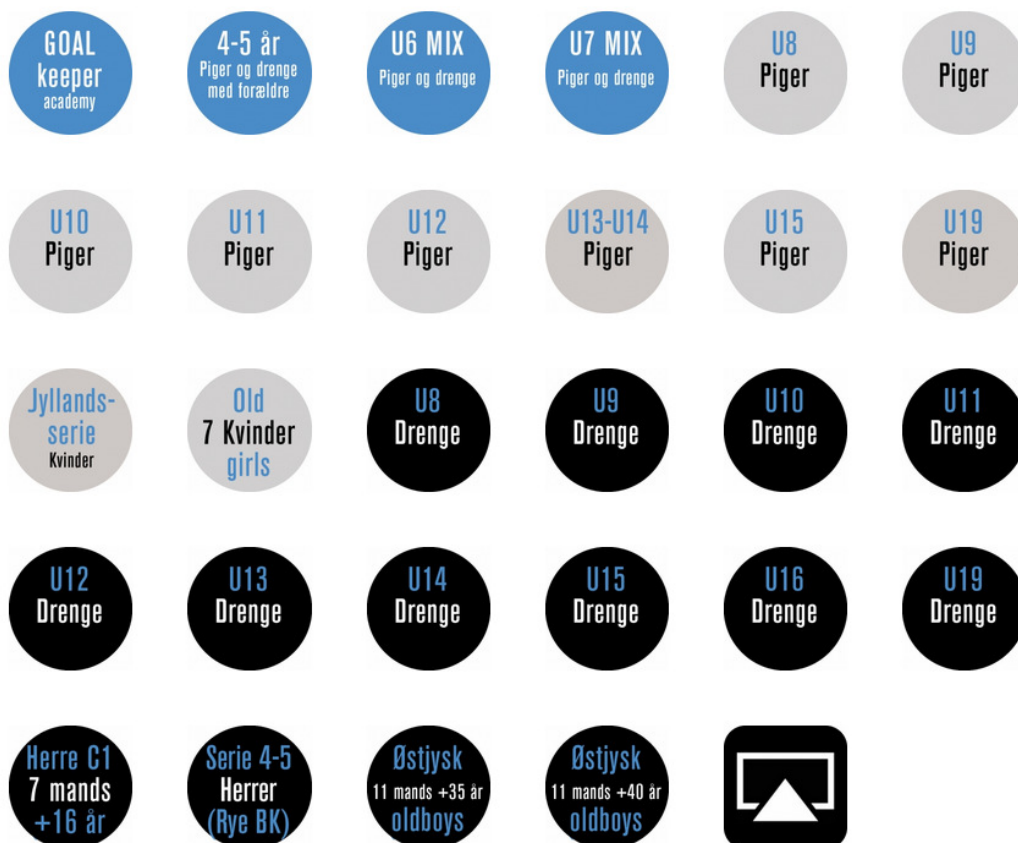 GOAL
keeper
academy
4-5 år
Piger og drenge
med forældre
U6 MIX
Piger og drenge
U7 MIX
Piger og drenge
U8
Piger
U9
Piger
U10
Piger
U11
Piger
U12
Piger
U13-U14
Piger
U15
Piger
U19
Piger
Jyllands-
serie
Kvinder
Old
7 Kvinder
girls
U8
Drenge
U9
Drenge
U10
Drenge
U11
Drenge
U12
Drenge
U13
Drenge
U14
Drenge
U15
Drenge
U16
Drenge
U19
Drenge
Herre C1
7 mands
+16 år
Serie 4-5
Herrer
(Rye BK)
Østjysk
11 mands +35 år
oldboys
Østjysk
11 mands +40 år
oldboys